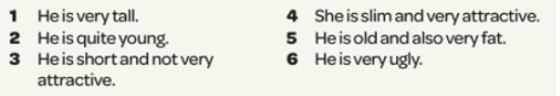 1 He is very tall.
2 He is quite young.
3 He is short and not very
attractive.
4 She is slim and very attractive.
5 He is old and also very fat.
6 He is very ugly.